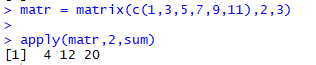 > matr = matrix(c(1,3,5,7,9,11),2,3)
>
> apply(matr,2,sum)
[1]  4 12 20